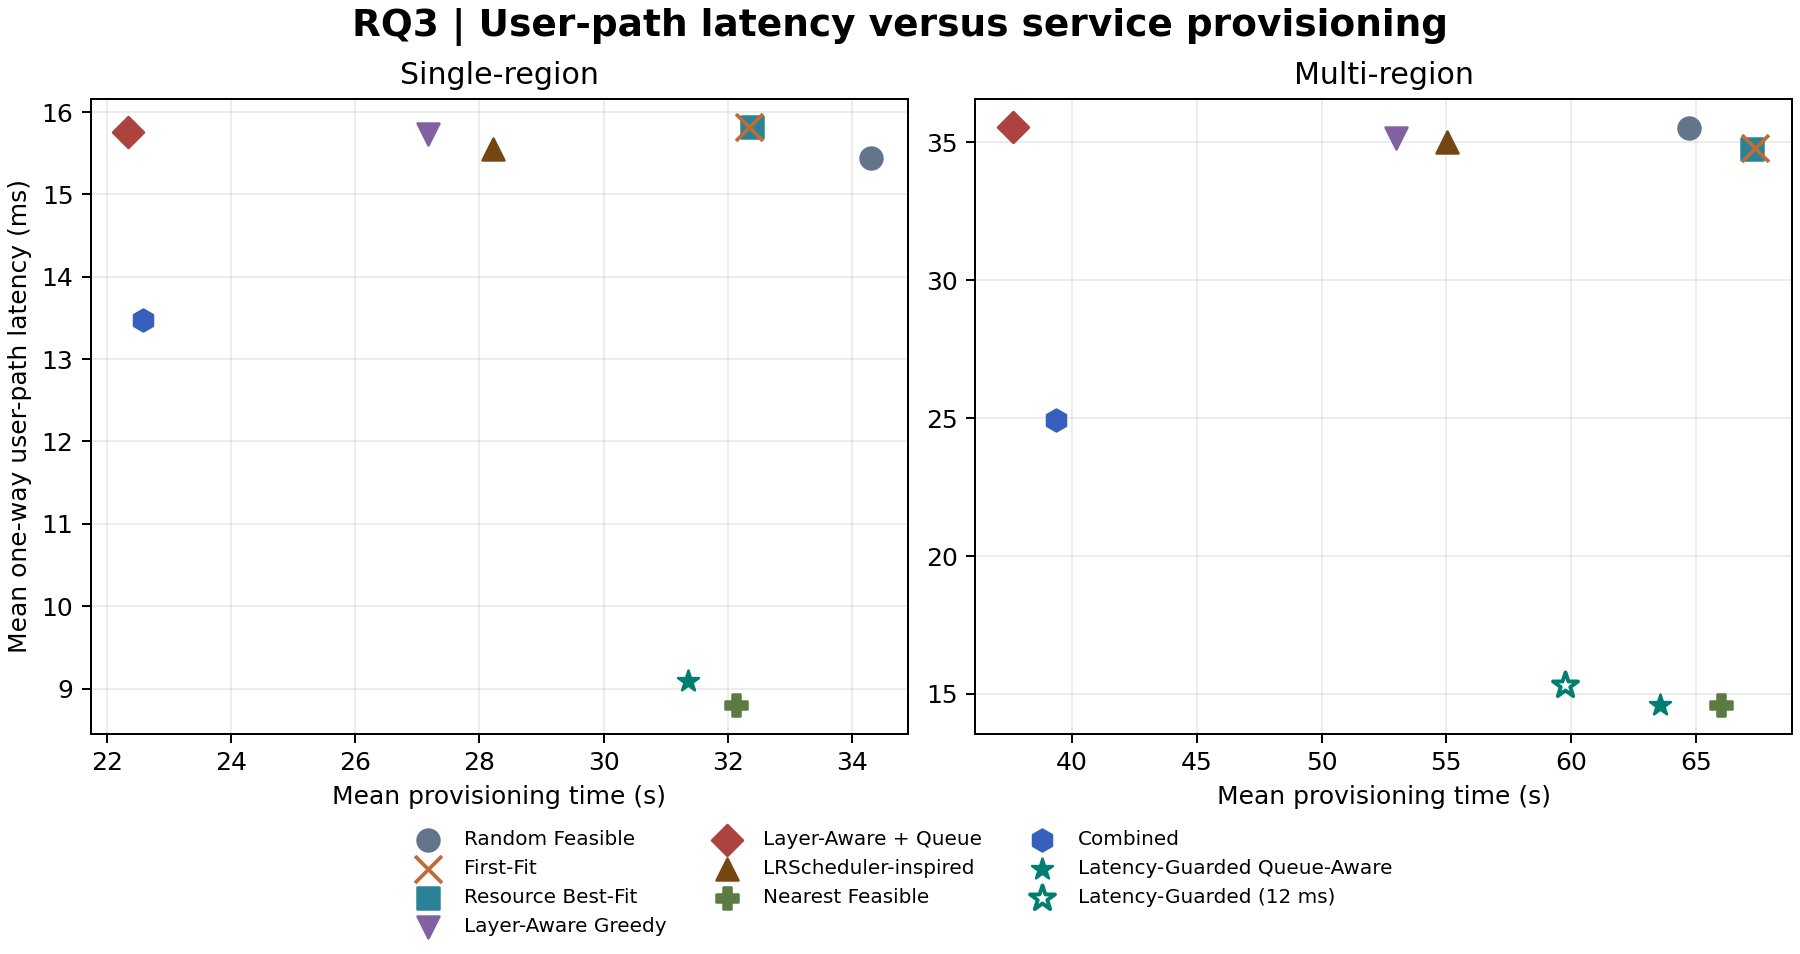 RQ3 | User-path latency versus service provisioning
Single-region
Multi-region
Mean one-way user-path latency (ms)
16
15
14
13
12
11
10
9
22
24
26
28
30
32
34
Mean provisioning time (s)
35
30
25
20
15
40
45
50
55
60
65
Mean provisioning time (s)
Random Feasible
First-Fit
Resource Best-Fit
Layer-Aware Greedy
Layer-Aware + Queue
LRScheduler-inspired
Nearest Feasible
Combined
Latency-Guarded Queue-Aware
Latency-Guarded (12 ms)